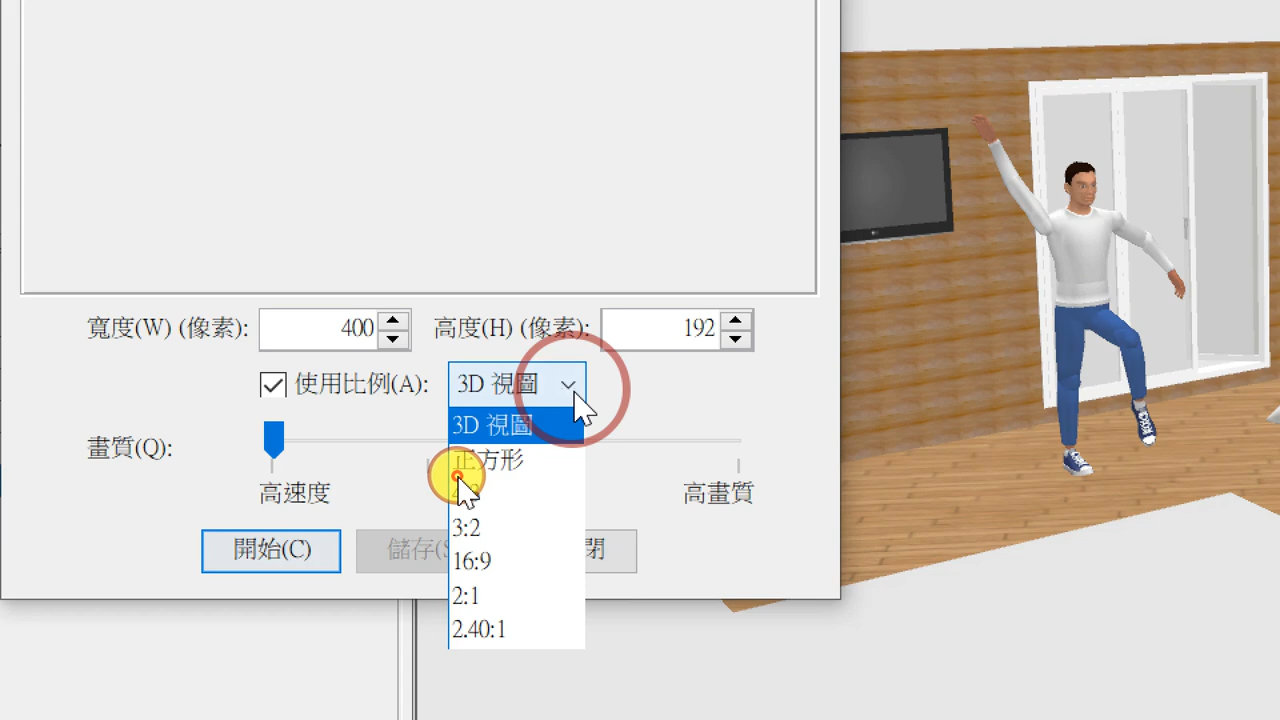 寬度(W) (像素): 400 高度(H) (像素): 192
使用比例(A): 3D 視圖
3D 視圖
畫質(Q):
正方形
高速度 高畫質
3:2
開始(C) 儲存(S 閉
16:9
2:1
2.40:1